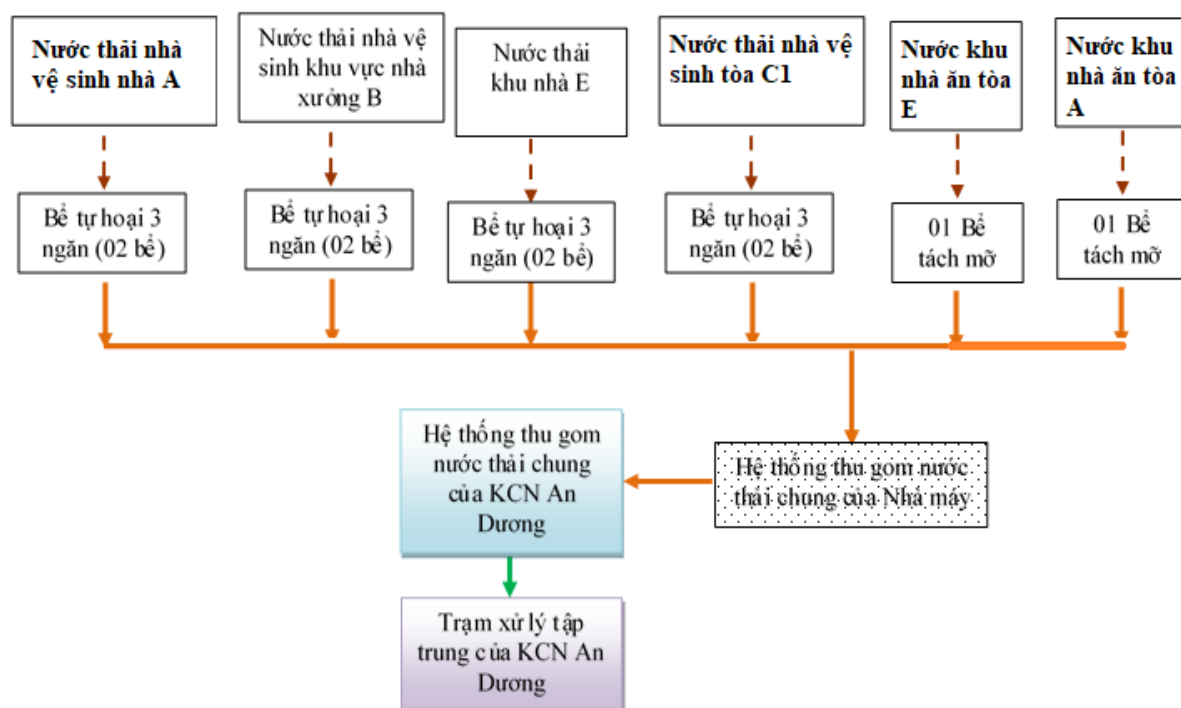 Nước thải nhà
vệ sinh nhà A
Nước thải nhà vệ
sinh khu vực nhà
xưởng B
Nước thải
khu nhà E
Nước thải nhà vệ
sinh tòa C1
Nước khu
nhà ăn tòa
E
Nước khu
nhà ăn tòa
A
Bể tự hoại 3
ngăn (02 bể)
Bể tự hoại 3
ngăn (02 bể)
Bể tự hoại 3
ngăn (02 bể)
Bể tự hoại 3
ngăn (02 bể)
01 Bể
tách mỡ
01 Bể
tách mỡ
Hệ thống thu gom
nước thải chung
của KCN An
Dương
Hệ thống thu gom nước
thải chung của Nhà máy
Trạm xử lý tập
trung của KCN An
Dương